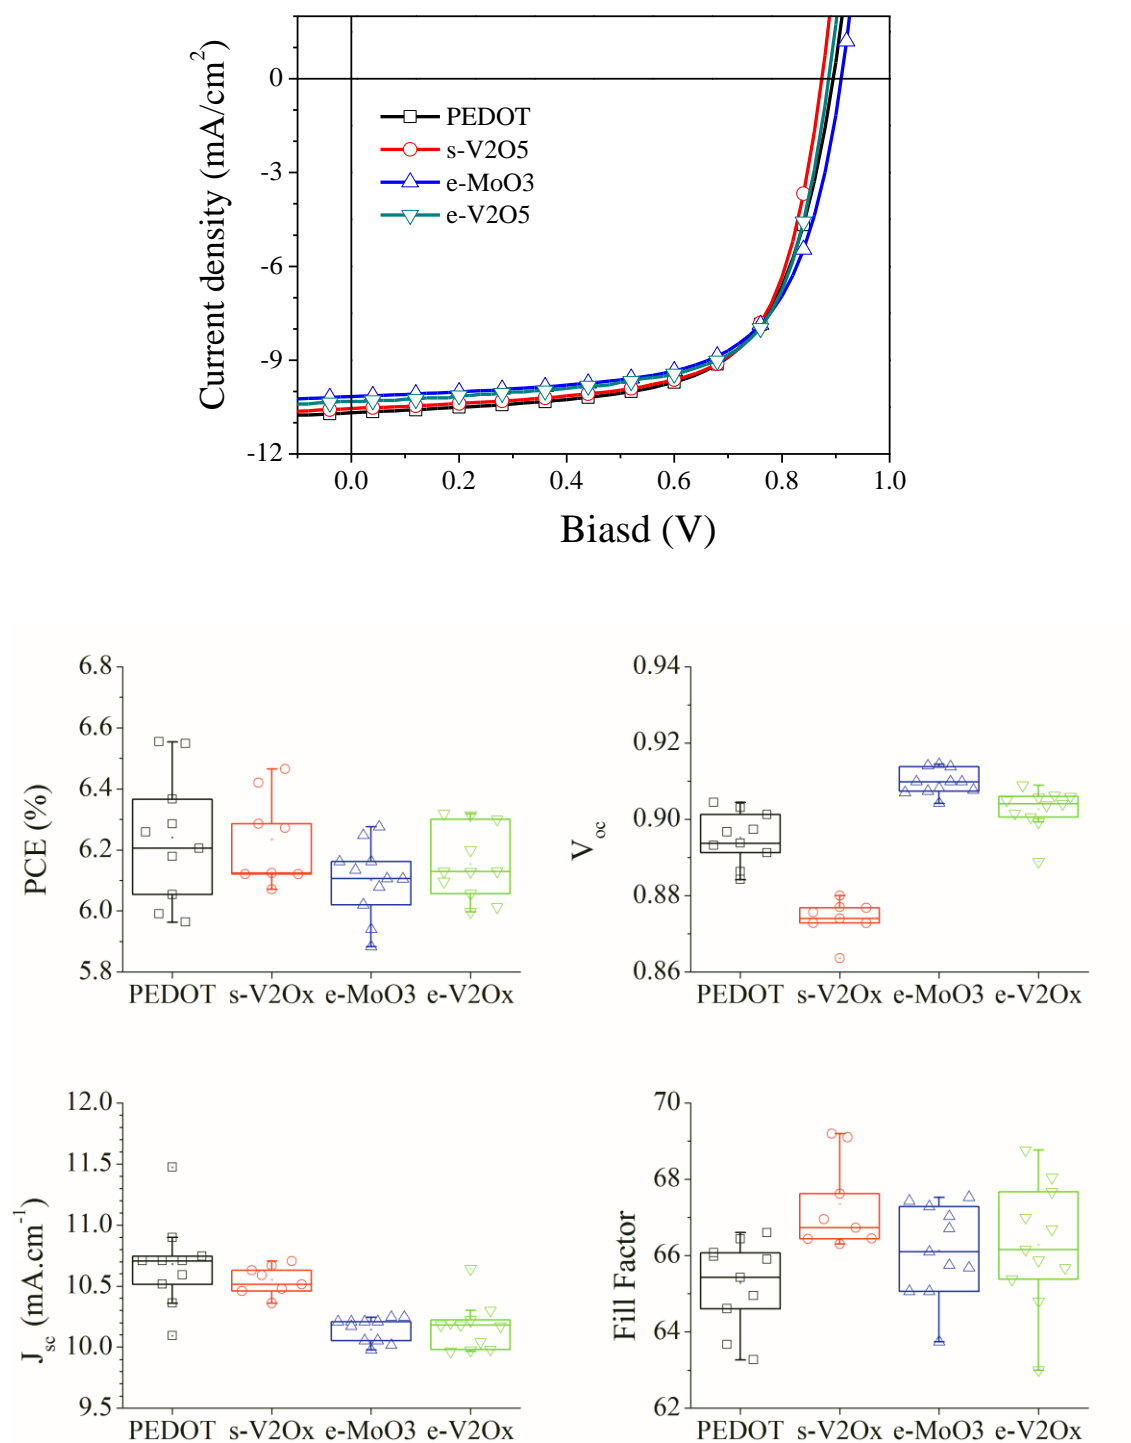 Current density (mA/cm2)
0
-3
-6
-9
-12
PEDOT
s-V2O5
e-MoO3
e-V2O5
0.0 0.2 0.4 0.6 0.8 1.0
Biasd (V)
PCE (%)
6.8
6.6
6.4
6.2
6.0
5.8
PEDOT s-V2Ox e-MoO3 e-V2Ox
Voc
0.94
0.92
0.90
0.88
0.86
PEDOT s-V2Ox e-MoO3 e-V2Ox
Jsc (mA.cm-1)
12.0
11.5
11.0
10.5
10.0
9.5
PEDOT s-V2Ox e-MoO3 e-V2Ox
Fill Factor
70
68
66
64
62
PEDOT s-V2Ox e-MoO3 e-V2Ox